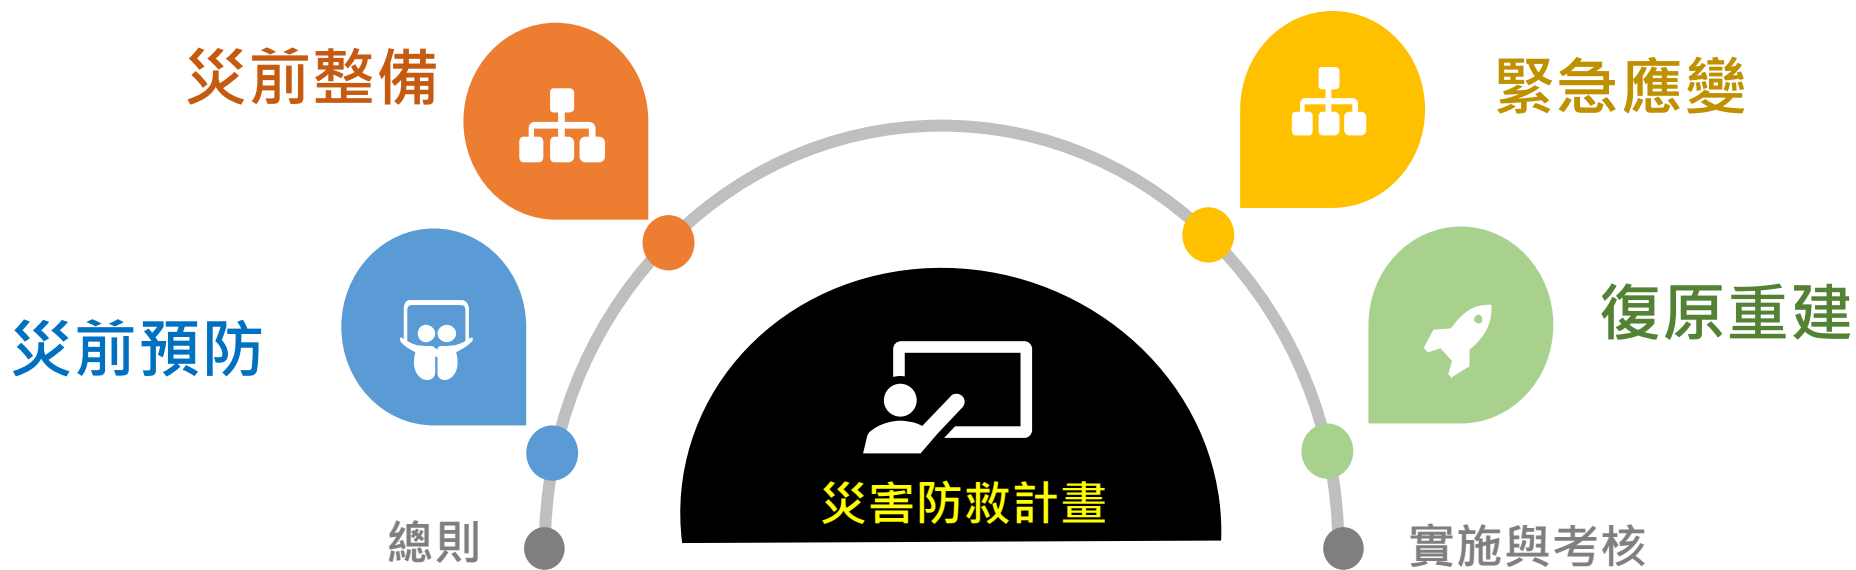 災前整備
緊急應變
災前預防
復原重建
災害防救計畫
總則
實施與考核